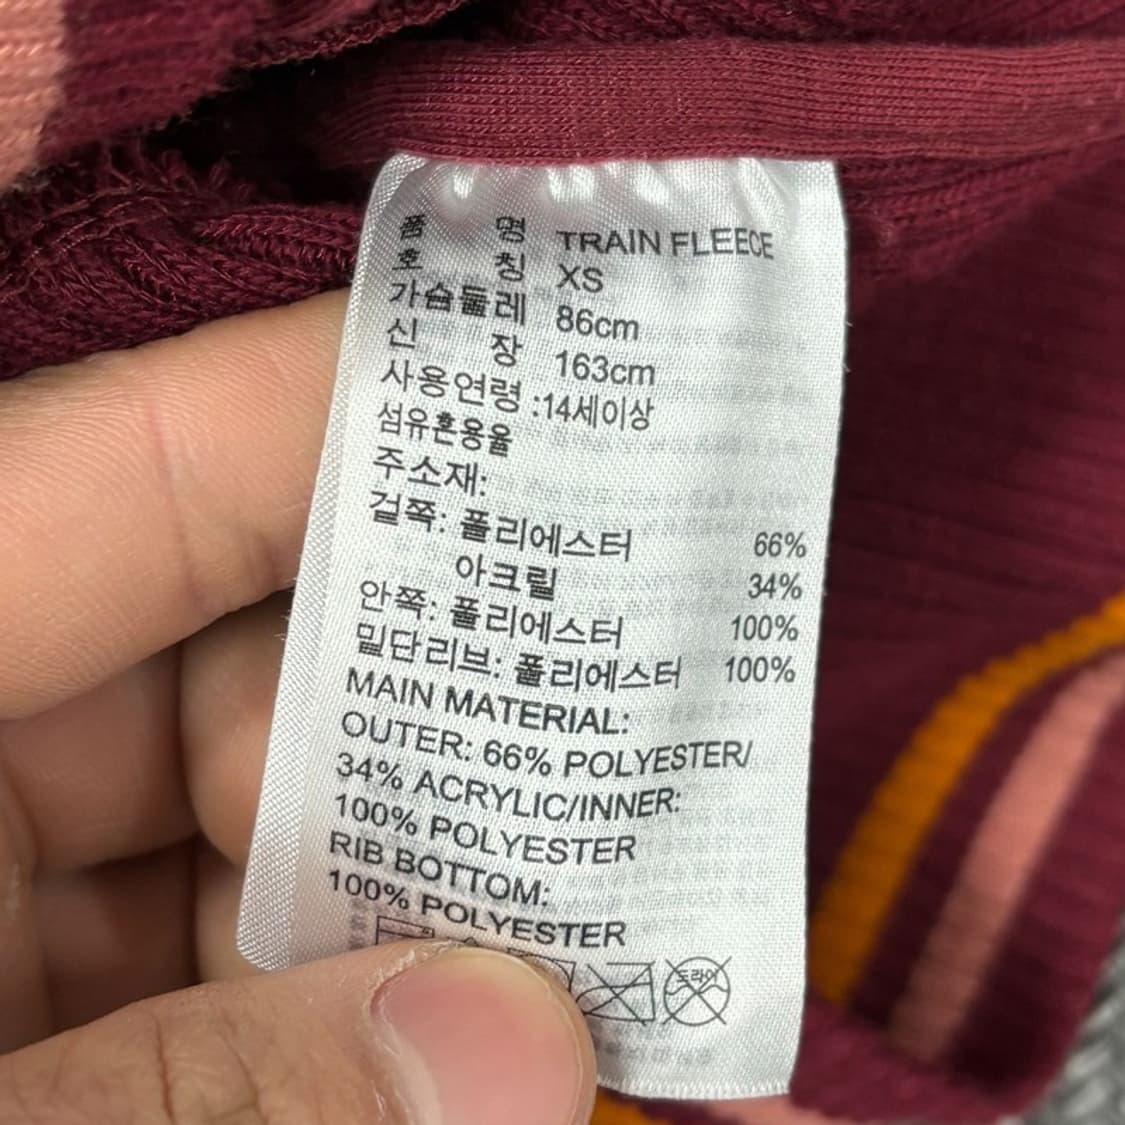 품 명 TRAIN FLEECE
호 칭 XS
가슴둘레 86cm
신 장 163cm
사용연령 :14세이상
섬유혼용율
주소재:
겉쪽: 폴리에스터 66%
아크릴 34%
안쪽: 폴리에스터 100%
밑단리브: 폴리에스터 100%
MAIN MATERIAL:
OUTER: 66% POLYESTER/
34% ACRYLIC/INNER:
100% POLYESTER
RIB BOTTOM:
100% POLYESTER
드라이